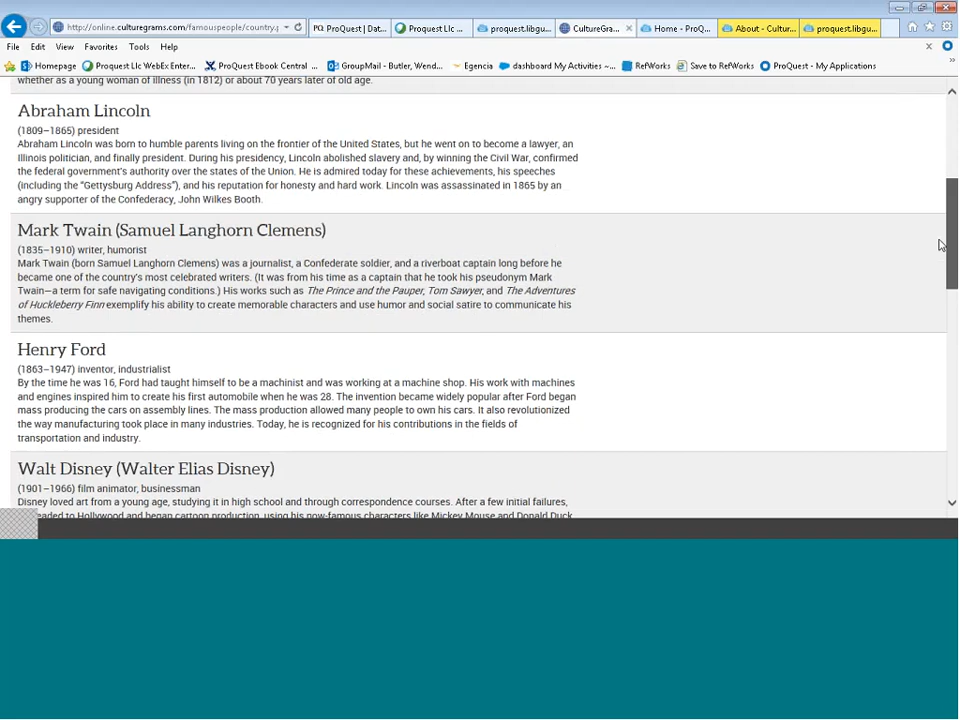 http://online.culturegrams.com/famouspeople/country.
PQ ProQuest | Dat...
Proquest Llc ...
proquest.libgu...
CultureGra...
Home - ProQ...
About - Cultur...
proquest.libgu...
File Edit View Favorites Tools Help
Homepage Proquest Llc WebEx Enter... ProQuest Ebook Central ... GroupMail - Butler, Wend... Egencia dashboard My Activities ~... RefWorks Save to RefWorks ProQuest - My Applications
whether as a young woman of illness (in 1812) or about 70 years later of old age.
Abraham Lincoln
(1809–1865) president
Abraham Lincoln was born to humble parents living on the frontier of the United States, but he went on to become a lawyer, an
Illinois politician, and finally president. During his presidency, Lincoln abolished slavery and, by winning the Civil War, confirmed
the federal government's authority over the states of the Union. He is admired today for these achievements, his speeches
(including the “Gettysburg Address”), and his reputation for honesty and hard work. Lincoln was assassinated in 1865 by an
angry supporter of the Confederacy, John Wilkes Booth.
Mark Twain (Samuel Langhorn Clemens)
(1835–1910) writer, humorist
Mark Twain (born Samuel Langhorn Clemens) was a journalist, a Confederate soldier, and a riverboat captain long before he
became one of the country's most celebrated writers. (It was from his time as a captain that he took his pseudonym Mark
Twain—a term for safe navigating conditions.) His works such as The Prince and the Pauper, Tom Sawyer, and The Adventures
of Huckleberry Finn exemplify his ability to create memorable characters and use humor and social satire to communicate his
themes.
Henry Ford
(1863–1947) inventor, industrialist
By the time he was 16, Ford had taught himself to be a machinist and was working at a machine shop. His work with machines
and engines inspired him to create his first automobile when he was 28. The invention became widely popular after Ford began
mass producing the cars on assembly lines. The mass production allowed many people to own his cars. It also revolutionized
the way manufacturing took place in many industries. Today, he is recognized for his contributions in the fields of
transportation and industry.
Walt Disney (Walter Elias Disney)
(1901–1966) film animator, businessman
Disney loved art from a young age, studying it in high school and through correspondence courses. After a few initial failures,
to Hollywood and began cartoon production, using his now-famous characters like Mickey Mouse and Donald Duck